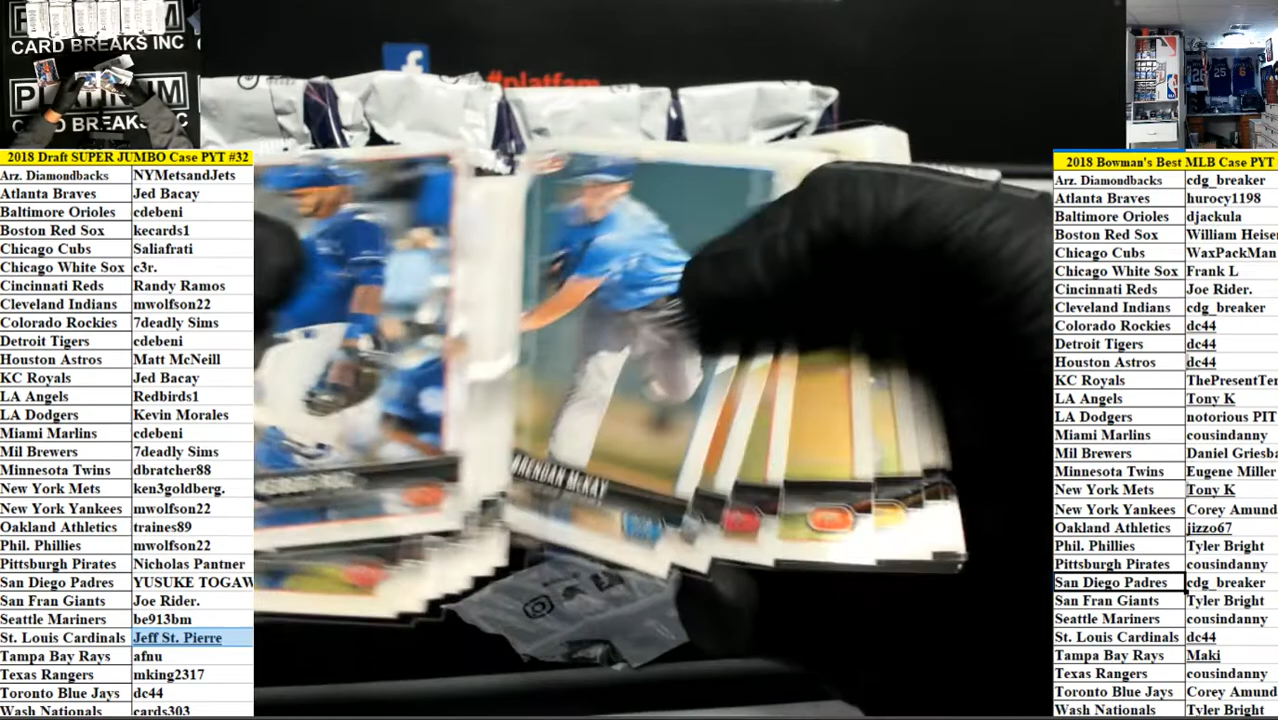 CARD BREAKS INC
PLATINUM
CARD BREAKS INC
f
#platfam
2018 Draft SUPER JUMBO Case PYT #32
Arz. Diamondbacks NYMetsandJets
Atlanta Braves Jed Bacay
Baltimore Orioles cdebeni
Boston Red Sox kecards1
Chicago Cubs Saliafrati
Chicago White Sox c3r.
Cincinnati Reds Randy Ramos
Cleveland Indians mwolfson22
Colorado Rockies 7deadly Sims
Detroit Tigers cdebeni
Houston Astros Matt McNeill
KC Royals Jed Bacay
LA Angels Redbirds1
LA Dodgers Kevin Morales
Miami Marlins cdebeni
Mil Brewers 7deadly Sims
Minnesota Twins dbratcher88
New York Mets ken3goldberg.
New York Yankees mwolfson22
Oakland Athletics traines89
Phil. Phillies mwolfson22
Pittsburgh Pirates Nicholas Pantner
San Diego Padres YUSUKE TOGAW
San Fran Giants Joe Rider.
Seattle Mariners be913bm
St. Louis Cardinals Jeff St. Pierre
Tampa Bay Rays afnu
Texas Rangers mking2317
Toronto Blue Jays dc44
Wash Nationals cards303
BRENDAN McKAY
2018 Bowman's Best MLB Case PYT
Arz. Diamondbacks cdg_breaker
Atlanta Braves hurocy1198
Baltimore Orioles djackula
Boston Red Sox William Heise
Chicago Cubs WaxPackMan
Chicago White Sox Frank L
Cincinnati Reds Joe Rider.
Cleveland Indians cdg_breaker
Colorado Rockies dc44
Detroit Tigers dc44
Houston Astros dc44
KC Royals ThePresentTe
LA Angels Tony K
LA Dodgers notorious PIT
Miami Marlins cousindanny
Mil Brewers Daniel Griesba
Minnesota Twins Eugene Miller
New York Mets Tony K
New York Yankees Corey Amund
Oakland Athletics jizzo67
Phil. Phillies Tyler Bright
Pittsburgh Pirates cousindanny
San Diego Padres cdg_breaker
San Fran Giants Tyler Bright
Seattle Mariners cousindanny
St. Louis Cardinals dc44
Tampa Bay Rays Maki
Texas Rangers cousindanny
Toronto Blue Jays Corey Amund
Wash Nationals Tyler Bright